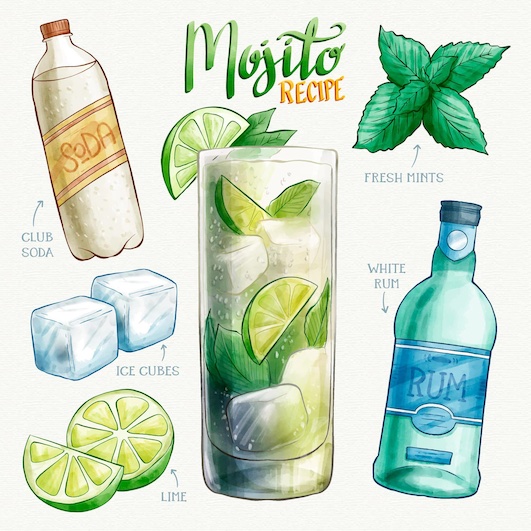 Mojito
RECIPE
SODA
CLUB
SODA
FRESH MINTS
WHITE
RUM
ICE CUBES
RUM
LIME